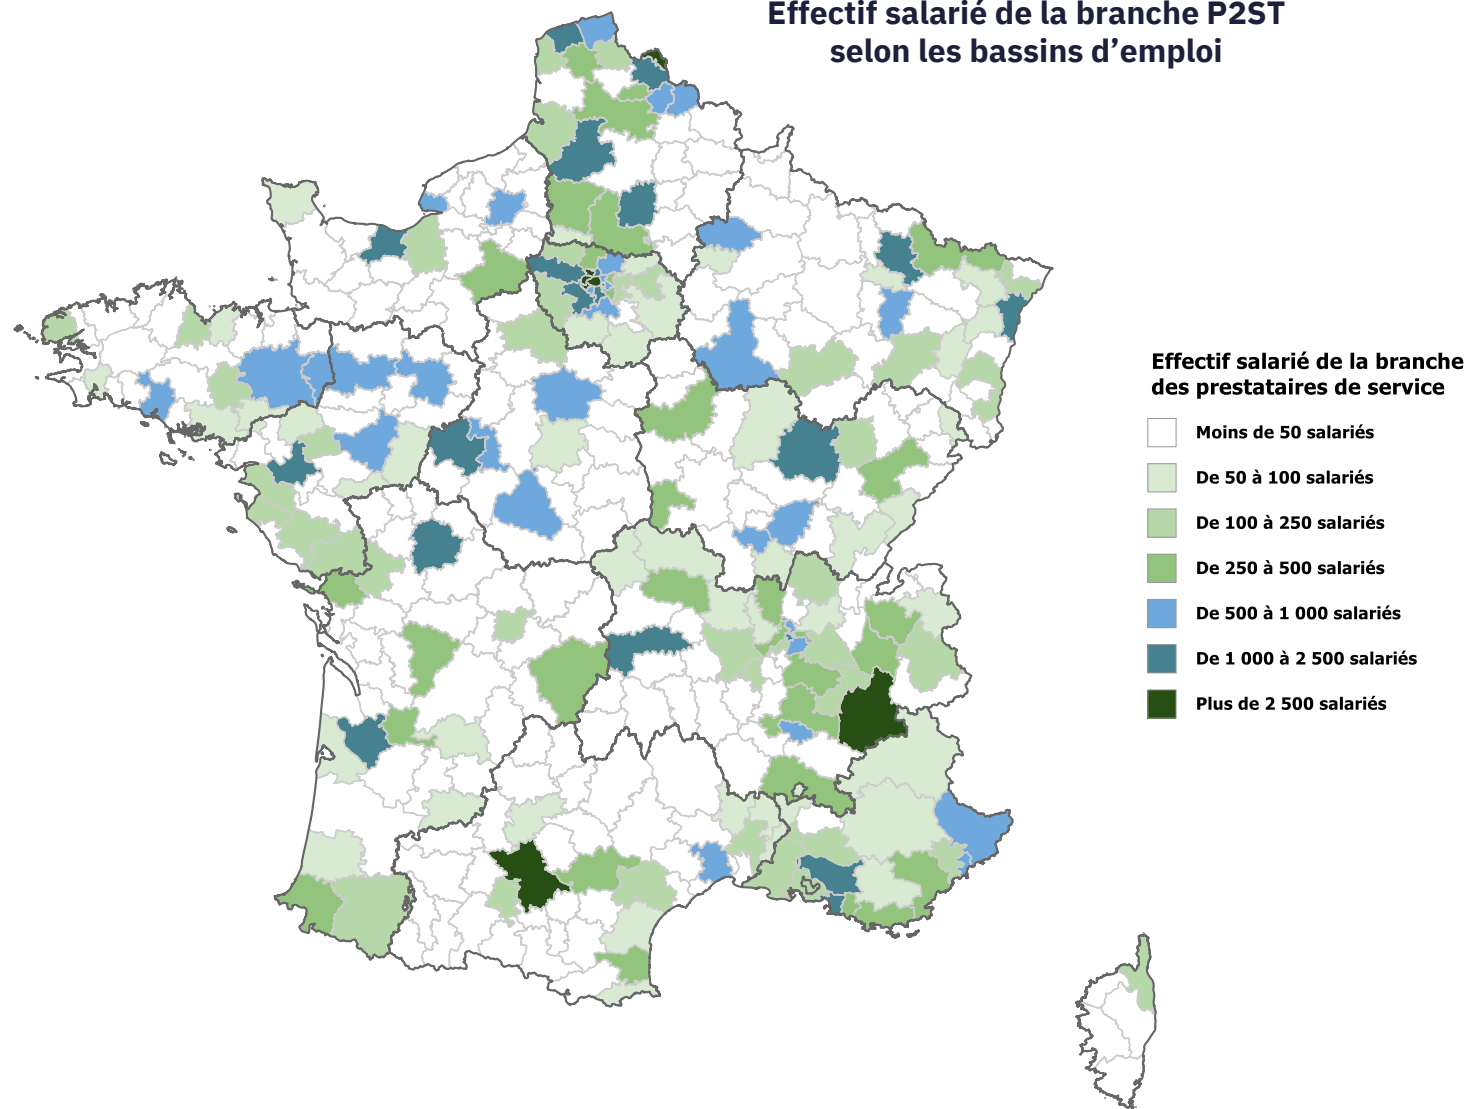 Effectif salarié de la branche P2ST
selon les bassins d’emploi
Effectif salarié de la branche
des prestataires de service
Moins de 50 salariés
De 50 à 100 salariés
De 100 à 250 salariés
De 250 à 500 salariés
De 500 à 1 000 salariés
De 1 000 à 2 500 salariés
Plus de 2 500 salariés